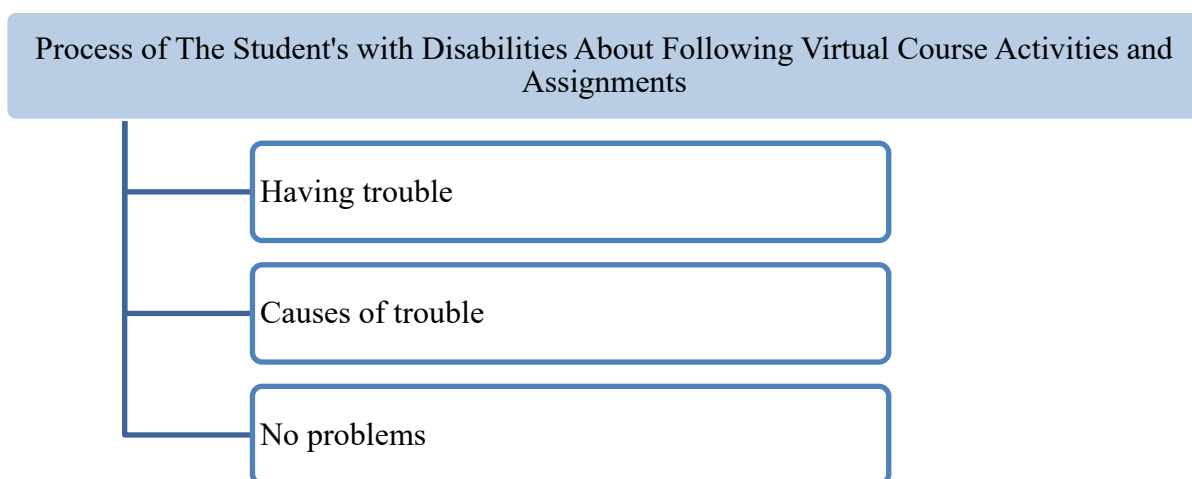 Process of The Student's with Disabilities About Following Virtual Course Activities and
Assignments
Having trouble
Causes of trouble
No problems